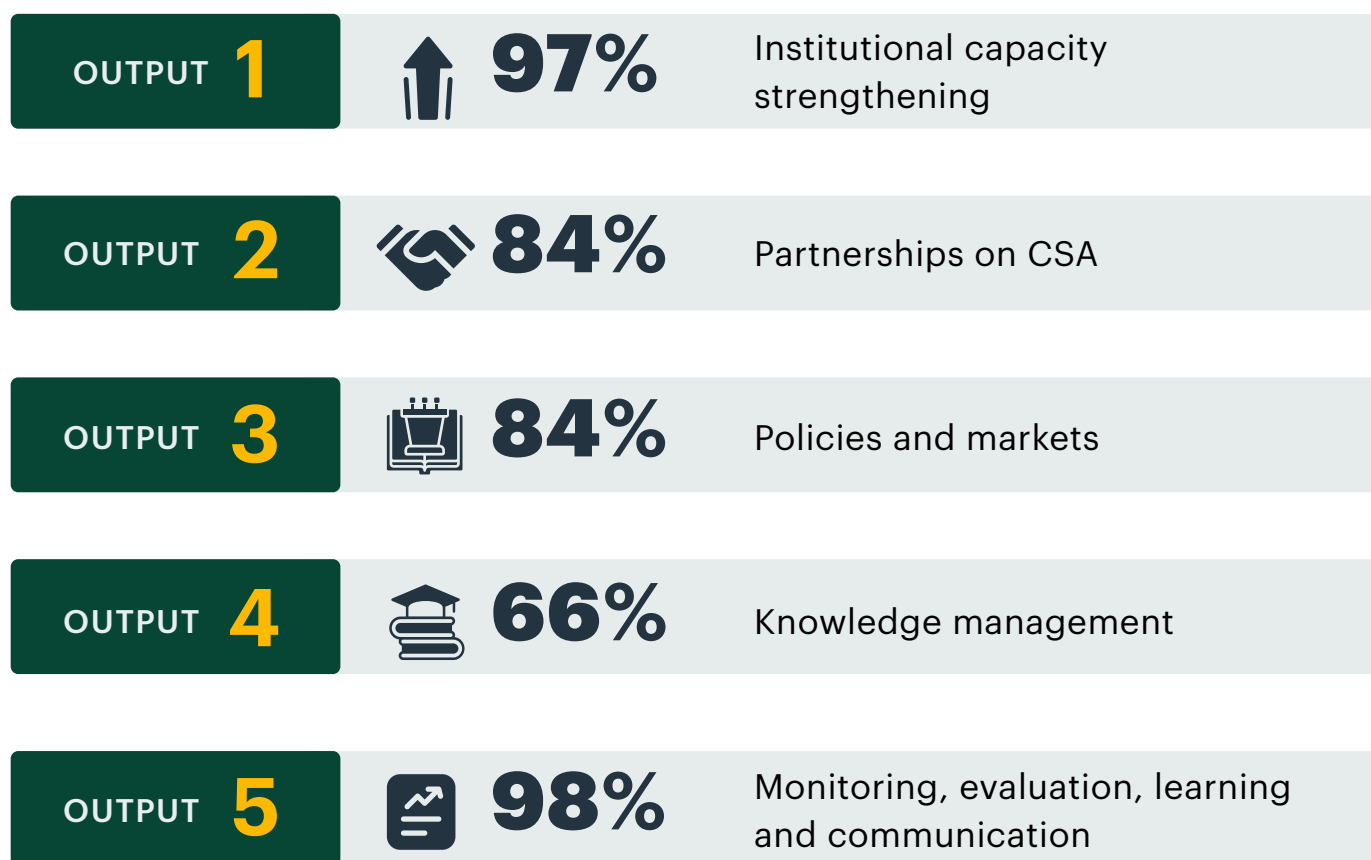 OUTPUT 1
97%
Institutional capacity
strengthening
OUTPUT 2
84%
Partnerships on CSA
OUTPUT 3
84%
Policies and markets
OUTPUT 4
66%
Knowledge management
OUTPUT 5
98%
Monitoring, evaluation, learning
and communication